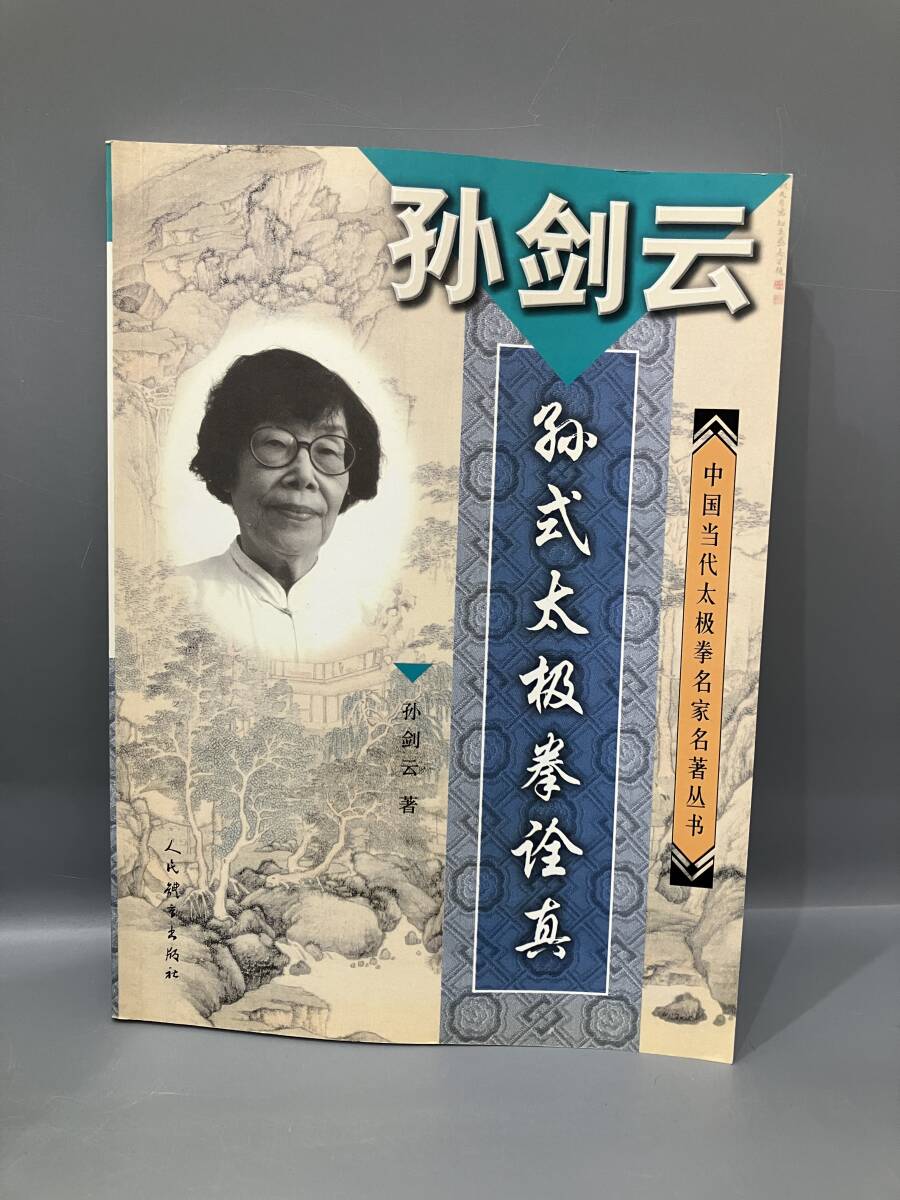 孙剑云
孙式太极拳诠真
中国当代太极拳名家名著丛书
孙剑云 著
人民體育出版社